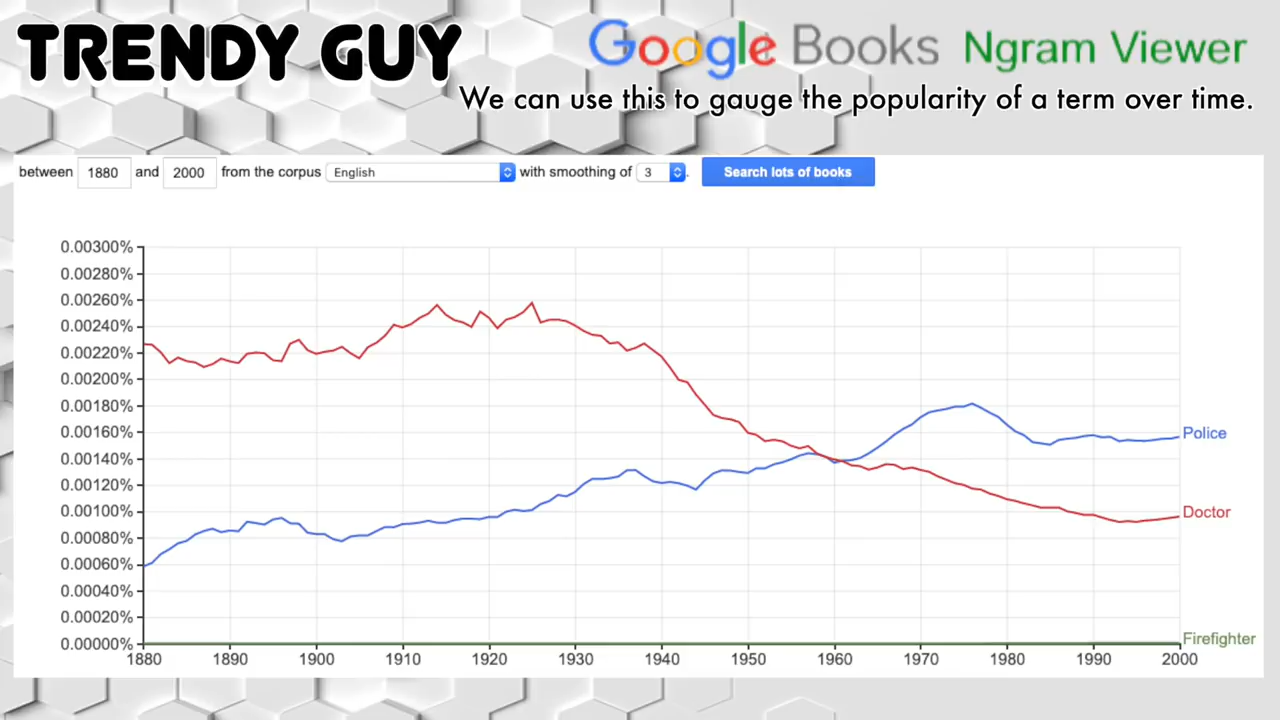 TRENDY GUY
Google Books Ngram Viewer
We can use this to gauge the popularity of a term over time.
between 1880 and 2000 from the corpus English with smoothing of 3 . Search lots of books
0.00300%
0.00280%
0.00260%
0.00240%
0.00220%
0.00200%
0.00180%
Police
0.00160%
0.00140%
0.00120%
Doctor
0.00100%
0.00080%
0.00060%
0.00040%
0.00020%
Firefighter
0.00000%
1880 1890 1900 1910 1920 1930 1940 1950 1960 1970 1980 1990 2000